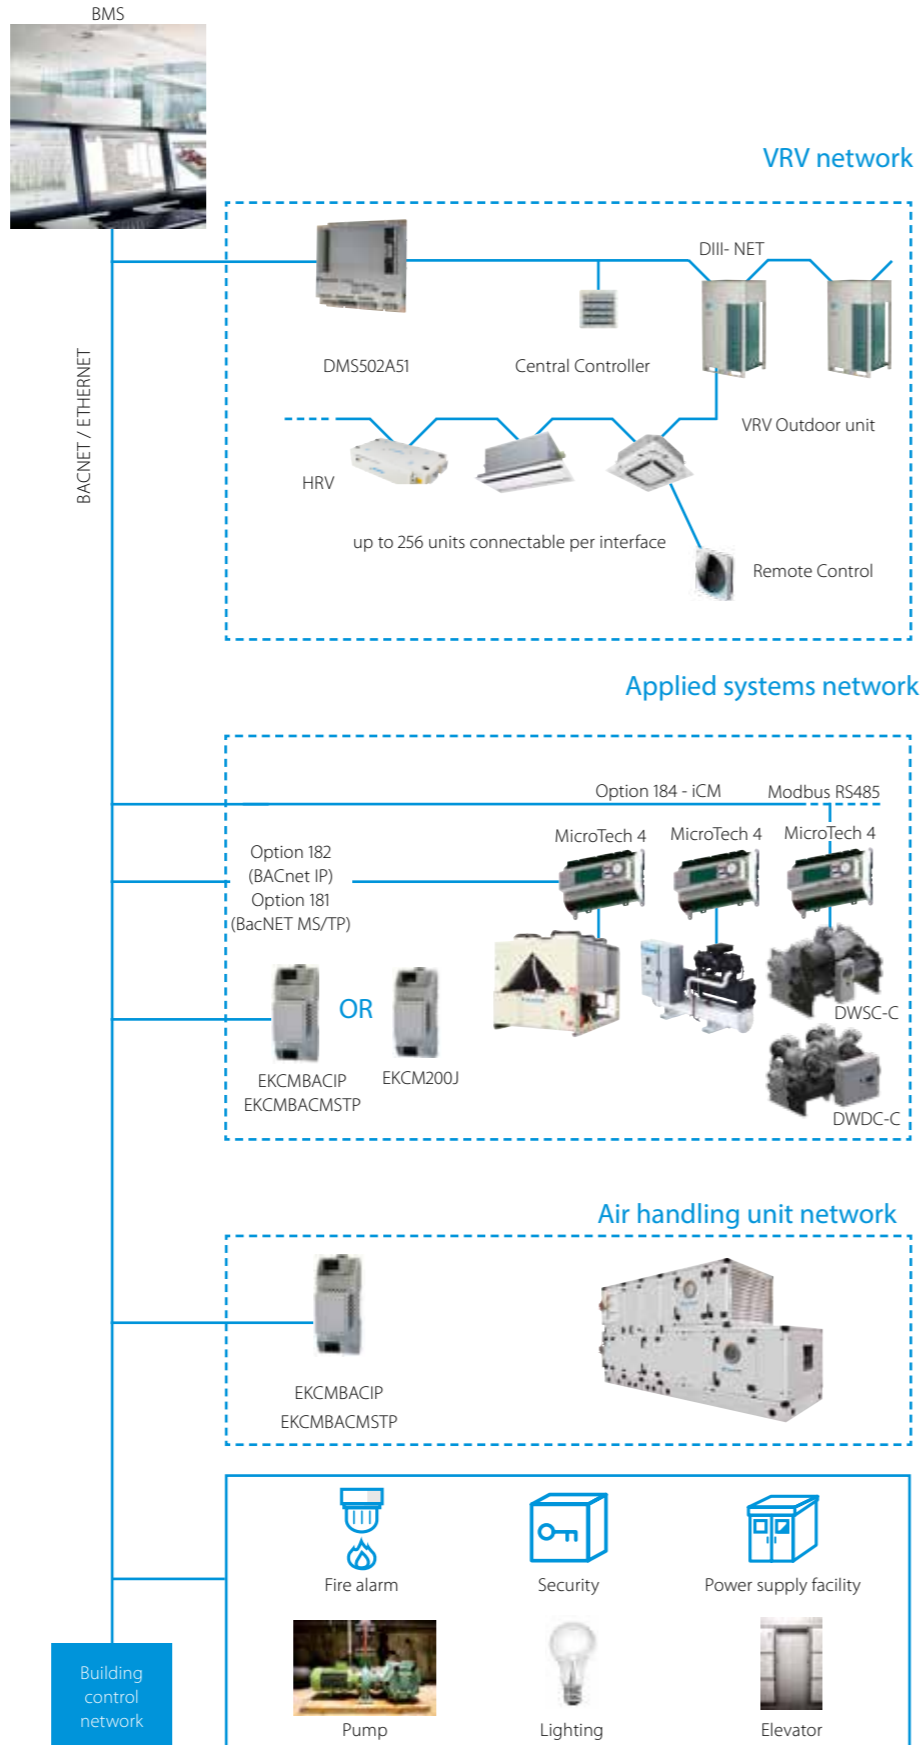 BMS
VRV network
BACNET / ETHERNET
DIII- NET
DMS502A51
Central Controller
VRV Outdoor unit
HRV
up to 256 units connectable per interface
Remote Control
Applied systems network
Option 184 - iCM
Modbus RS485
MicroTech 4
MicroTech 4
MicroTech 4
Option 182
(BACnet IP)
Option 181
(BacNET MS/TP)
OR
DWSC-C
EKCMBACIP
EKCMBACMSTP
EKCM200J
DWDC-C
Air handling unit network
EKCMBACIP
EKCMBACMSTP
Fire alarm
Security
Power supply facility
Building
control
network
Pump
Lighting
Elevator